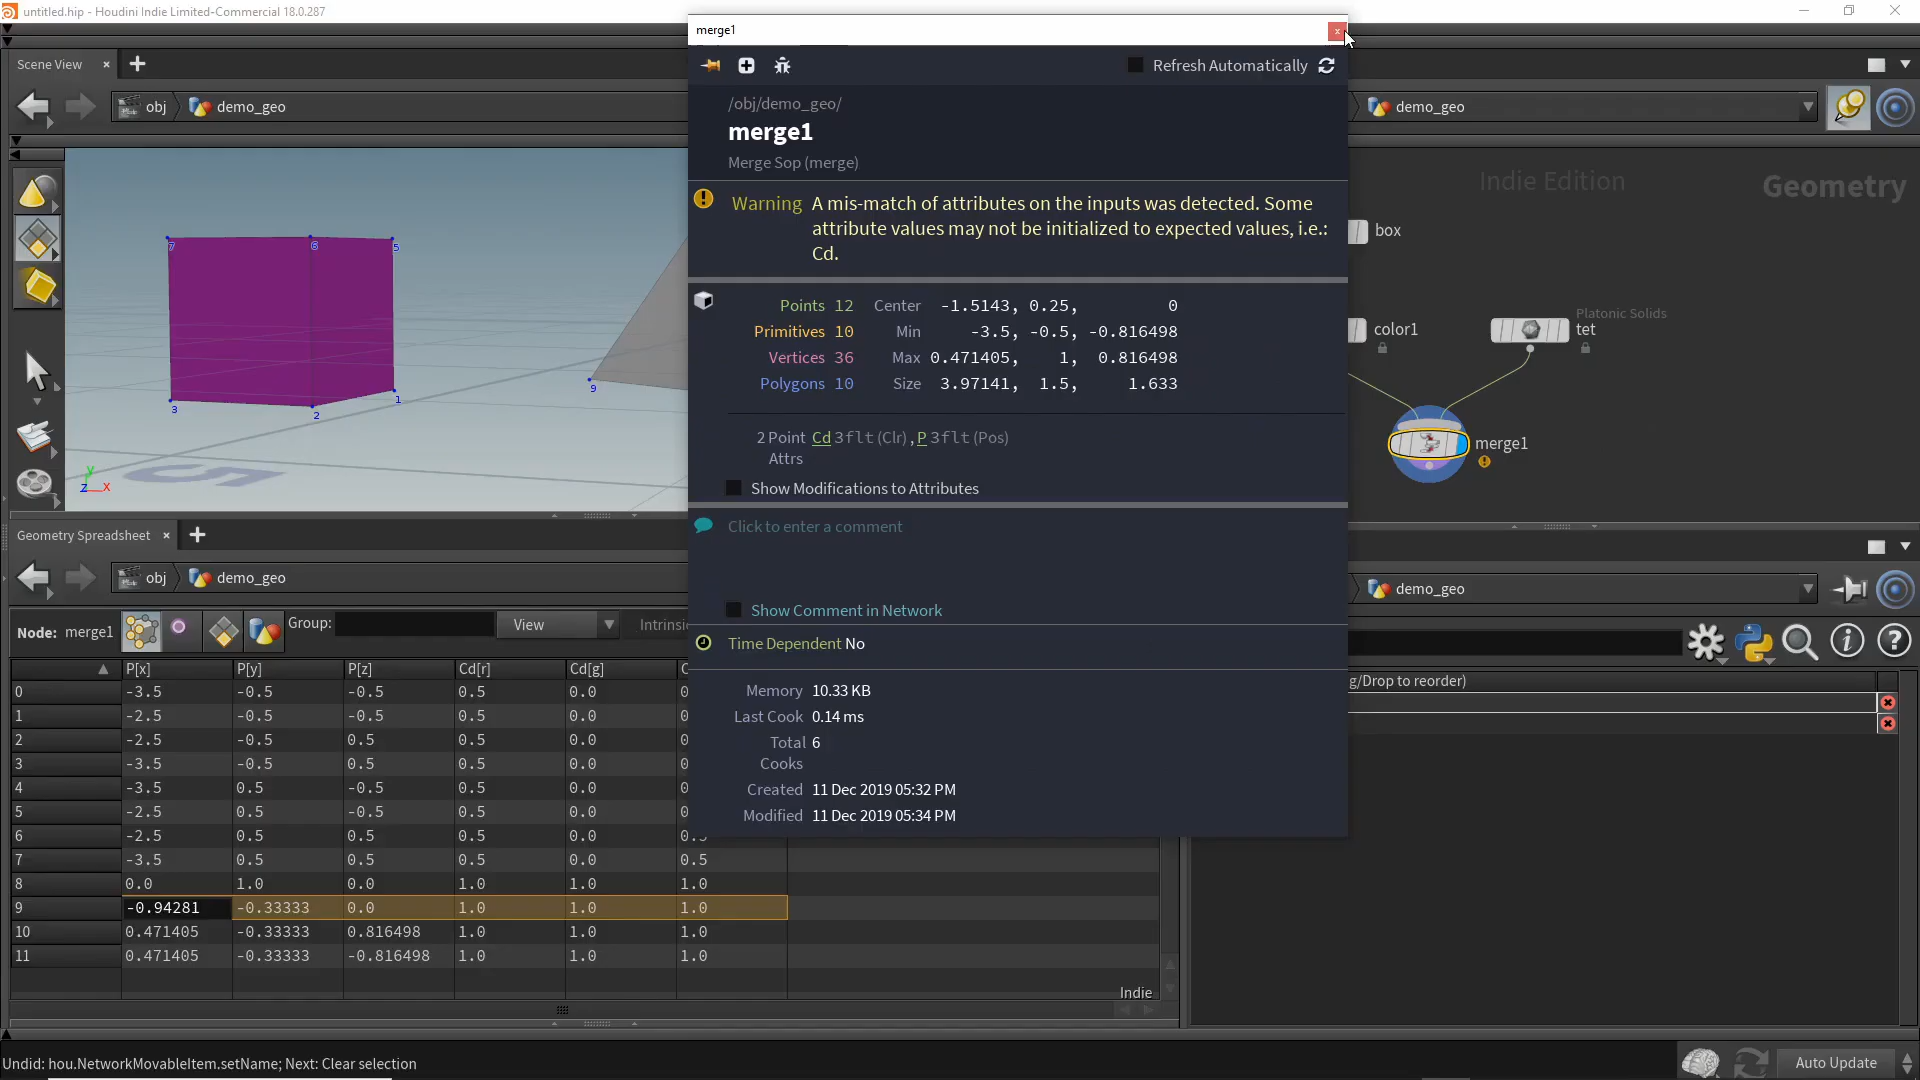 untitled.hip - Houdini Indie Limited-Commercial 18.0.287
merge1
Scene View
obj
demo_geo
Refresh Automatically
/obj/demo_geo/
merge1
Merge Sop (merge)
Warning A mis-match of attributes on the inputs was detected. Some
attribute values may not be initialized to expected values, i.e.:
Cd.
Points 12 Center -1.5143, 0.25, 0
Primitives 10 Min -3.5, -0.5, -0.816498
Vertices 36 Max 0.471405, 1, 0.816498
Polygons 10 Size 3.97141, 1.5, 1.633
2 Point Cd 3flt (Clr) , P 3flt (Pos)
Attrs
Show Modifications to Attributes
Click to enter a comment
Show Comment in Network
Time Dependent No
Memory 10.33 KB
Last Cook 0.14 ms
Total 6
Cooks
Created 11 Dec 2019 05:32 PM
Modified 11 Dec 2019 05:34 PM
7 6 5
3 2 1
9
y
z x
5
demo_geo
Indie Edition
Geometry
box
color1
Platonic Solids
tet
merge1
demo_geo
g/Drop to reorder)
Geometry Spreadsheet
obj
demo_geo
Node: merge1
Group:
View
Intrinsi
P[x] P[y] P[z] Cd[r] Cd[g] C
0 -3.5 -0.5 -0.5 0.5 0.0 0
1 -2.5 -0.5 -0.5 0.5 0.0 0
2 -2.5 -0.5 0.5 0.5 0.0 0
3 -3.5 -0.5 0.5 0.5 0.0 0
4 -3.5 0.5 -0.5 0.5 0.0 0
5 -2.5 0.5 -0.5 0.5 0.0 0
6 -2.5 0.5 0.5 0.5 0.0 0.5
7 -3.5 0.5 0.5 0.5 0.0 0.5
8 0.0 1.0 0.0 1.0 1.0 1.0
9 -0.94281 -0.33333 0.0 1.0 1.0 1.0
10 0.471405 -0.33333 0.816498 1.0 1.0 1.0
11 0.471405 -0.33333 -0.816498 1.0 1.0 1.0
Indie
Undid: hou.NetworkMovableItem.setName; Next: Clear selection
Auto Update